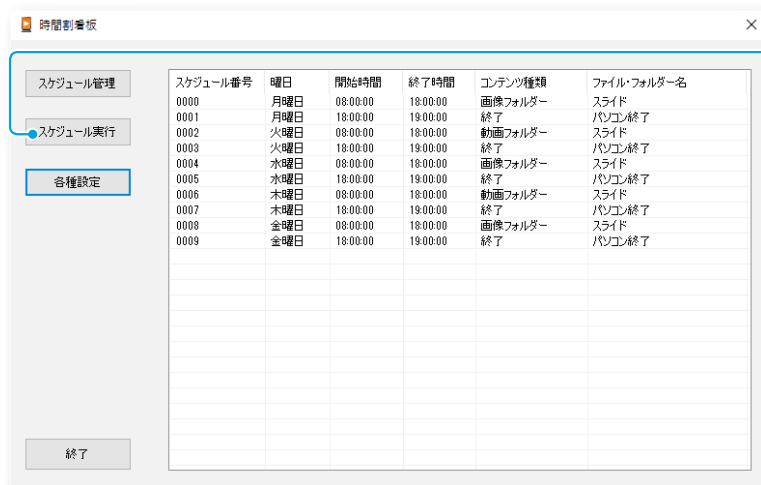 時間割看板
スケジュール管理
スケジュール実行
各種設定
終了
スケジュール番号 曜日 開始時間 終了時間 コンテンツ種類 ファイル・フォルダー名
0000 月曜日 08:00:00 18:00:00 画像フォルダー スライド
0001 月曜日 18:00:00 19:00:00 終了 パソコン終了
0002 火曜日 08:00:00 18:00:00 動画フォルダー スライド
0003 火曜日 18:00:00 19:00:00 終了 パソコン終了
0004 水曜日 08:00:00 18:00:00 画像フォルダー スライド
0005 水曜日 18:00:00 19:00:00 終了 パソコン終了
0006 木曜日 08:00:00 18:00:00 動画フォルダー スライド
0007 木曜日 18:00:00 19:00:00 終了 パソコン終了
0008 金曜日 08:00:00 18:00:00 画像フォルダー スライド
0009 金曜日 18:00:00 19:00:00 終了 パソコン終了